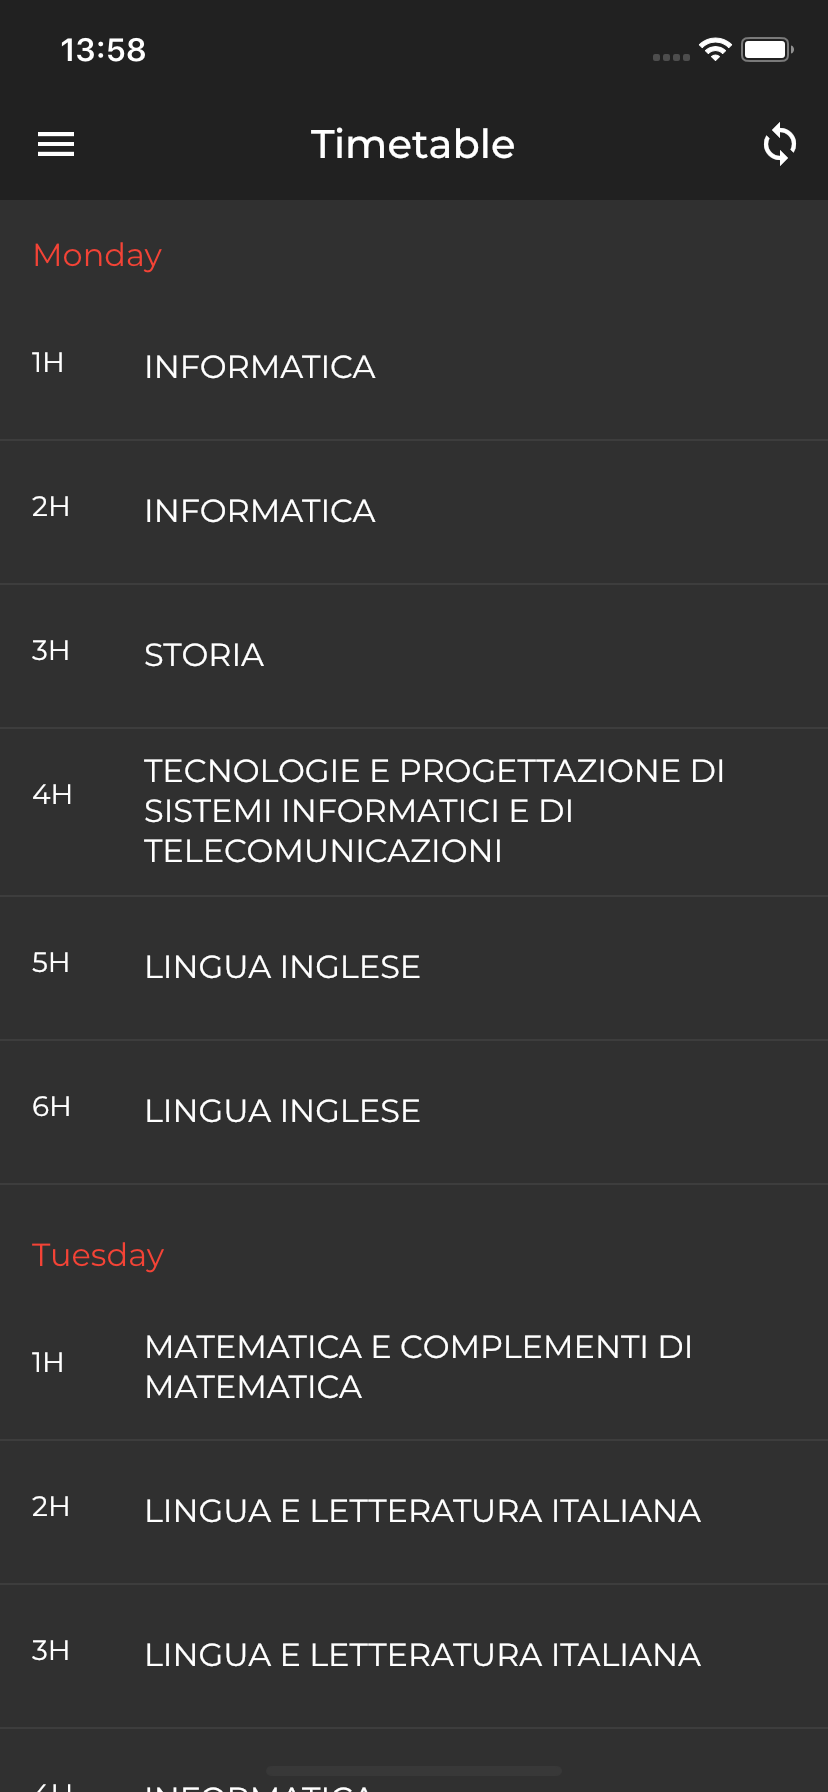 13:58
Timetable
Monday
1H
INFORMATICA
2H
INFORMATICA
3H
STORIA
4H
TECNOLOGIE E PROGETTAZIONE DI
SISTEMI INFORMATICI E DI
TELECOMUNICAZIONI
5H
LINGUA INGLESE
6H
LINGUA INGLESE
Tuesday
1H
MATEMATICA E COMPLEMENTI DI
MATEMATICA
2H
LINGUA E LETTERATURA ITALIANA
3H
LINGUA E LETTERATURA ITALIANA
4H
INFORMATICA